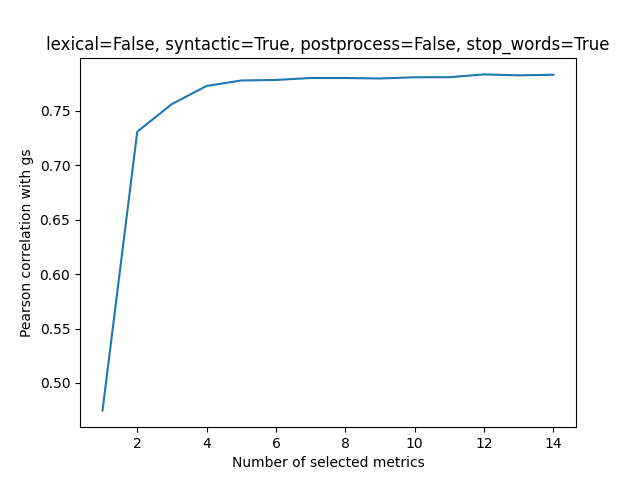 lexical=False, syntactic=True, postprocess=False, stop_words=True
Pearson correlation with gs
0.75
0.70
0.65
0.60
0.55
0.50
2 4 6 8 10 12 14
Number of selected metrics